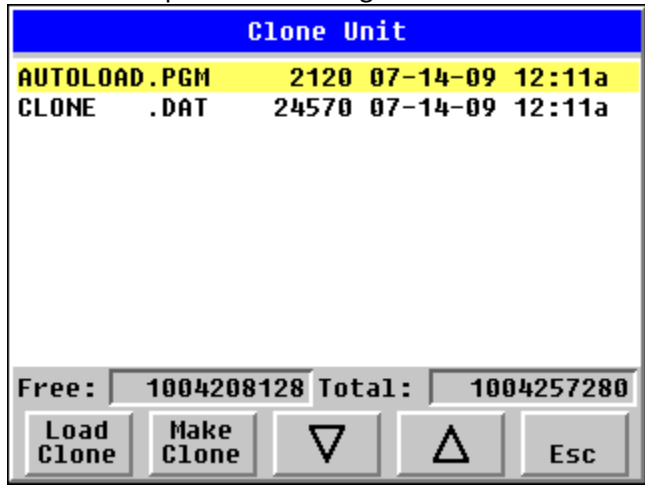 Clone Unit
AUTOLOAD.PGM 2120 07-14-09 12:11a
CLONE .DAT 24570 07-14-09 12:11a
Free: 1004208128 Total: 1004257280
Load Clone Make Clone Esc